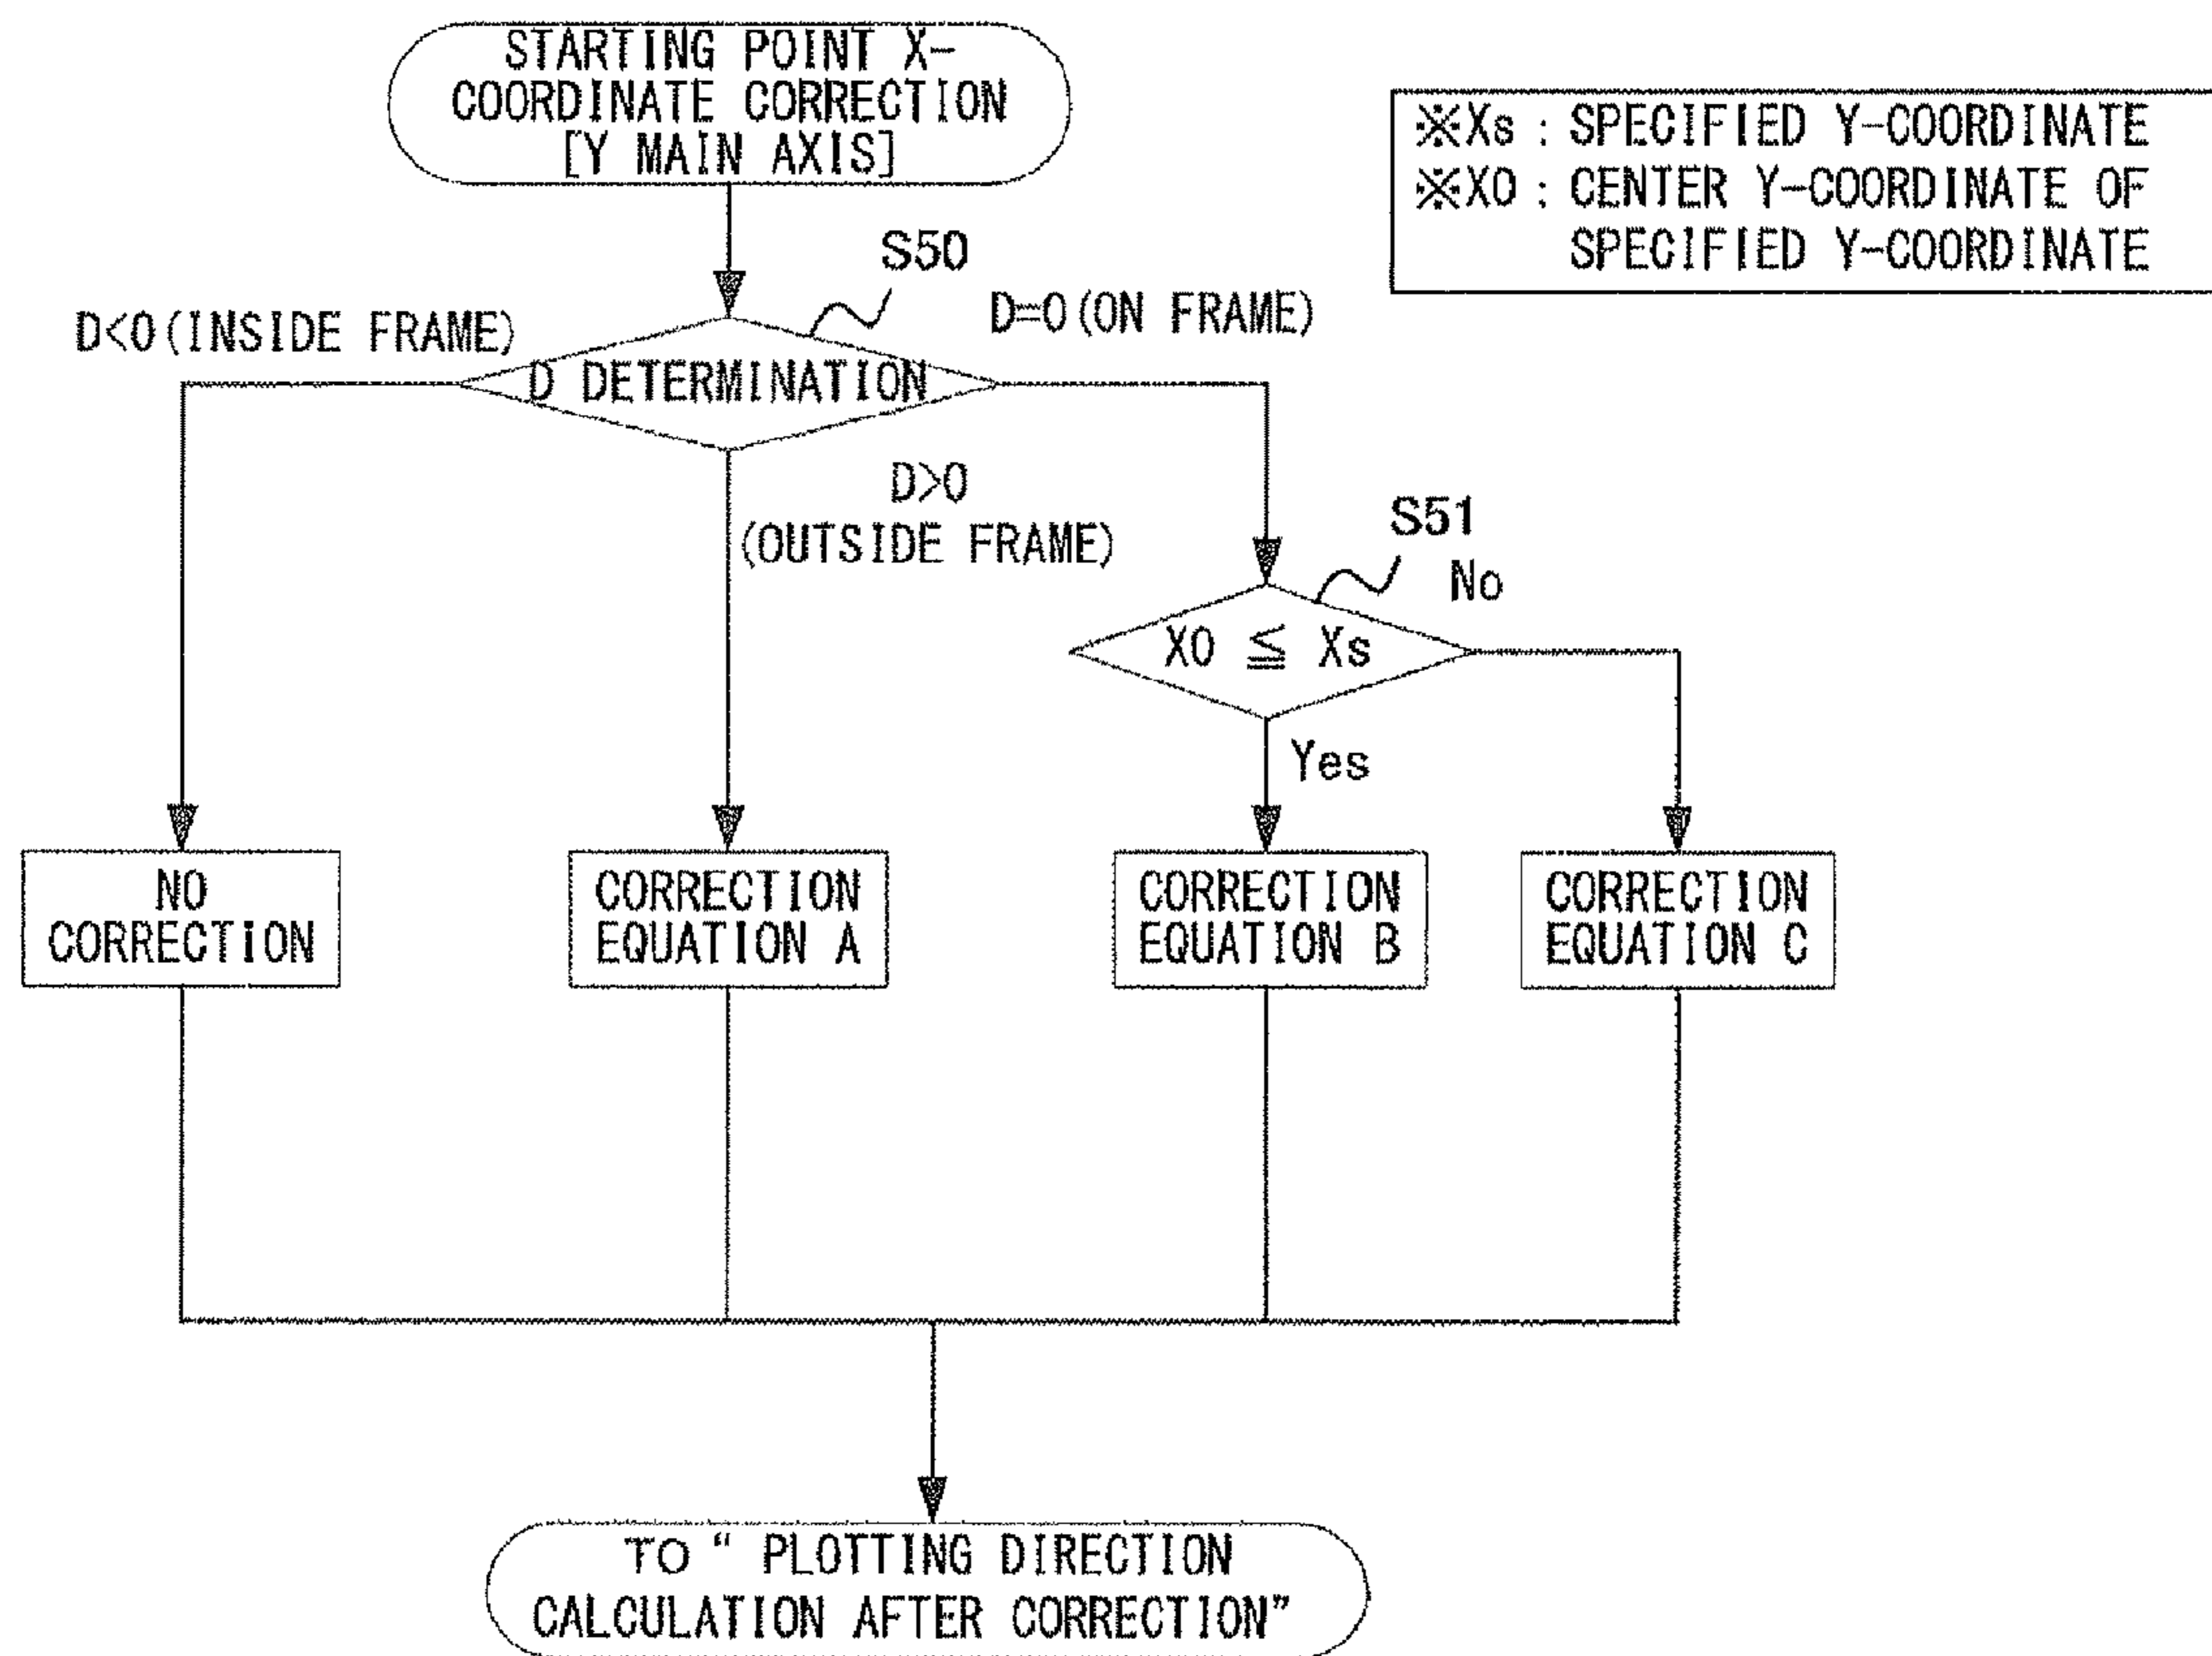 STARTING POINT X-
COORDINATE CORRECTION
[Y MAIN AXIS]
※Xs : SPECIFIED Y-COORDINATE
※X0 : CENTER Y-COORDINATE OF
SPECIFIED Y-COORDINATE
S50
D<0 (INSIDE FRAME)
D=0 (ON FRAME)
D DETERMINATION
D>0
(OUTSIDE FRAME)
S51
No
X0 ≦ Xs
Yes
NO
CORRECTION
CORRECTION
EQUATION A
CORRECTION
EQUATION B
CORRECTION
EQUATION C
TO “ PLOTTING DIRECTION
CALCULATION AFTER CORRECTION”